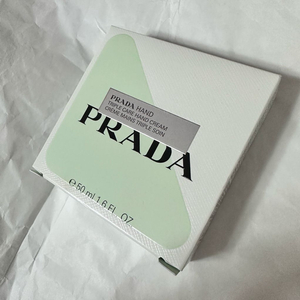 PRADA HAND
TRIPLE CARE HAND CREAM
CRÈME MAINS TRIPLE SOIN
PRADA
℮ 50 ml 1.6 FL. OZ